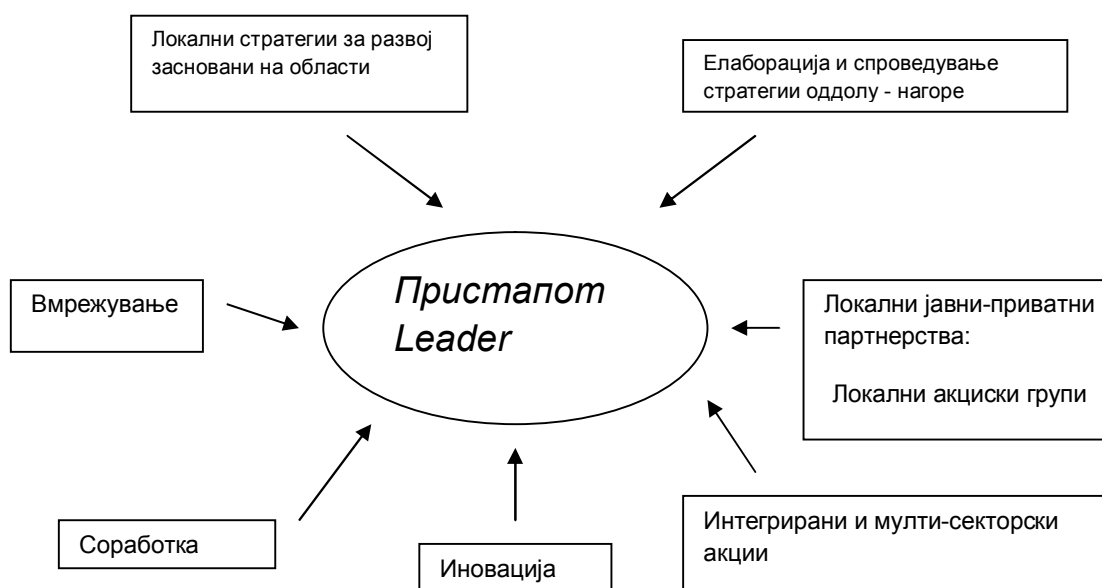 Локални стратегии за развој
засновани на области
Елаборација и спроведување
стратегии оддолу - нагоре
Пристапот
Leader
Вмрежување
Локални јавни-приватни
партнерства:
Локални акциски групи
Соработка
Иновација
Интегрирани и мулти-секторски
акции